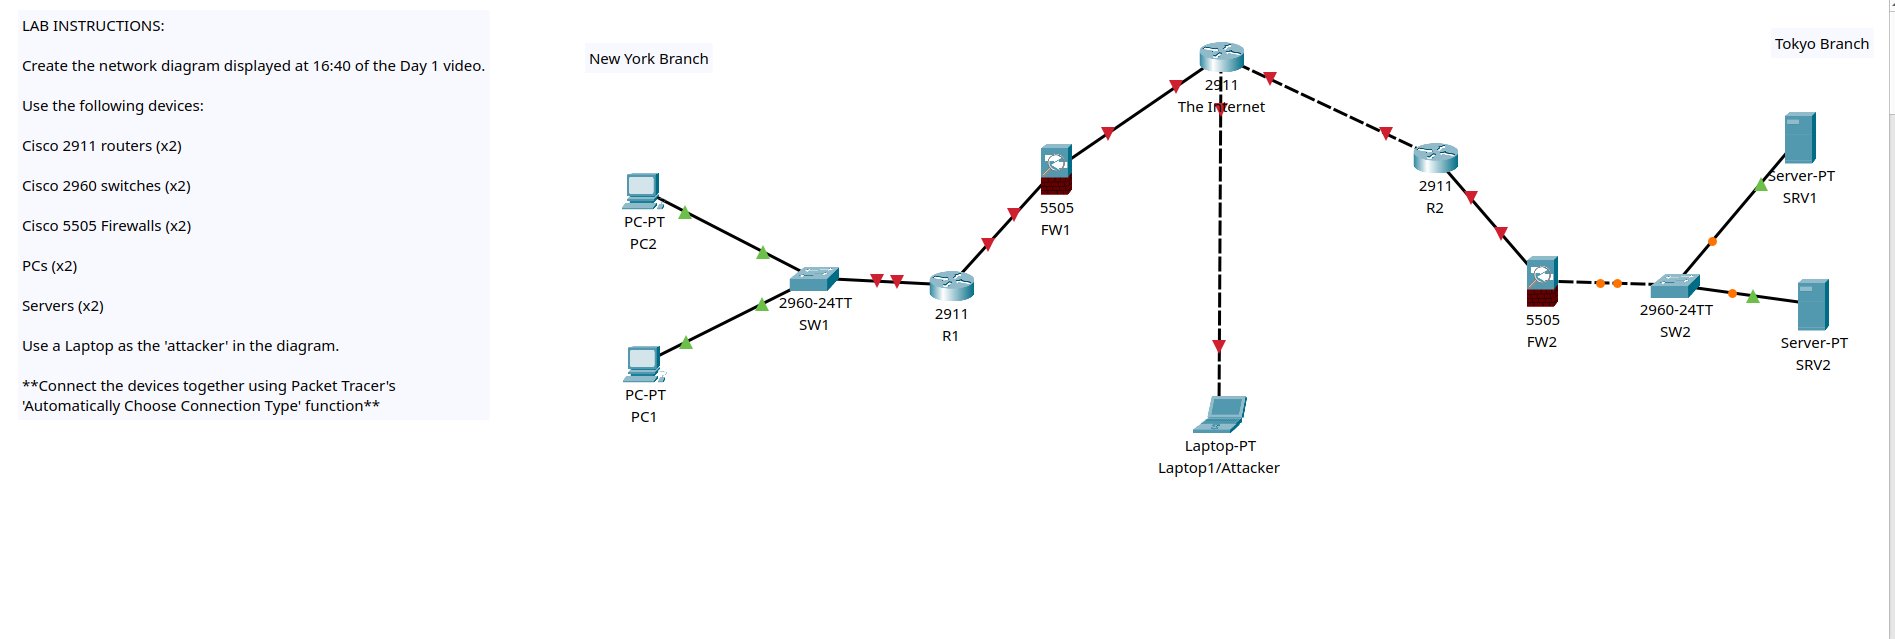 LAB INSTRUCTIONS:
Create the network diagram displayed at 16:40 of the Day 1 video.
Use the following devices:
Cisco 2911 routers (x2)
Cisco 2960 switches (x2)
Cisco 5505 Firewalls (x2)
PCs (x2)
Servers (x2)
Use a Laptop as the 'attacker' in the diagram.
**Connect the devices together using Packet Tracer's
'Automatically Choose Connection Type' function**
New York Branch
Tokyo Branch
2911
The Internet
5505
FW1
PC-PT
PC2
2960-24TT
SW1
2911
R1
PC-PT
PC1
Laptop-PT
Laptop1/Attacker
2911
R2
5505
FW2
2960-24TT
SW2
Server-PT
SRV1
Server-PT
SRV2